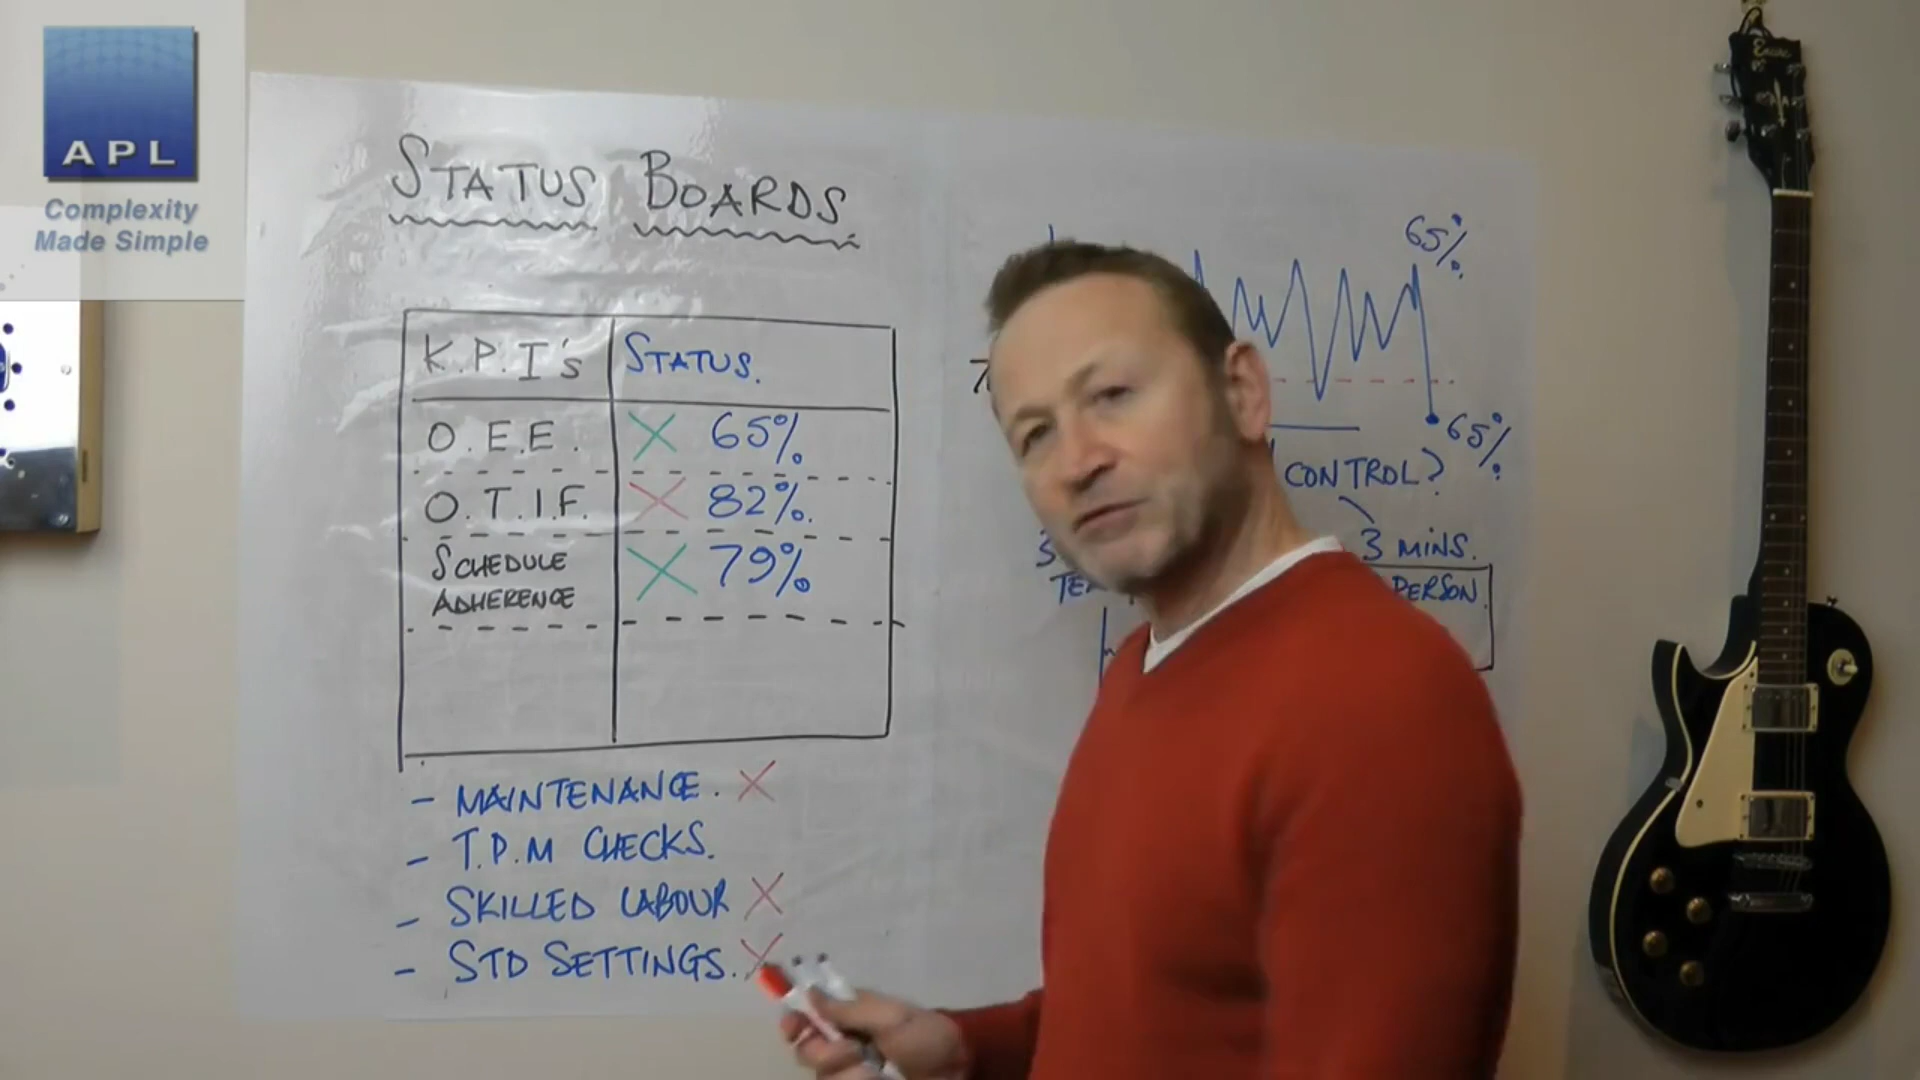 APL
Complexity
Made Simple
STATUS BOARDS
K.P.I's STATUS.
O.E.E. X 65%
O.T.I.F. X 82%.
SCHEDULE
ADHERENCE X 79%
- MAINTENANCE. X
- T.P.M CHECKS.
- SKILLED LABOUR X
- STD SETTINGS. X
65%
65%
CONTROL?
3 MINS.
PERSON.